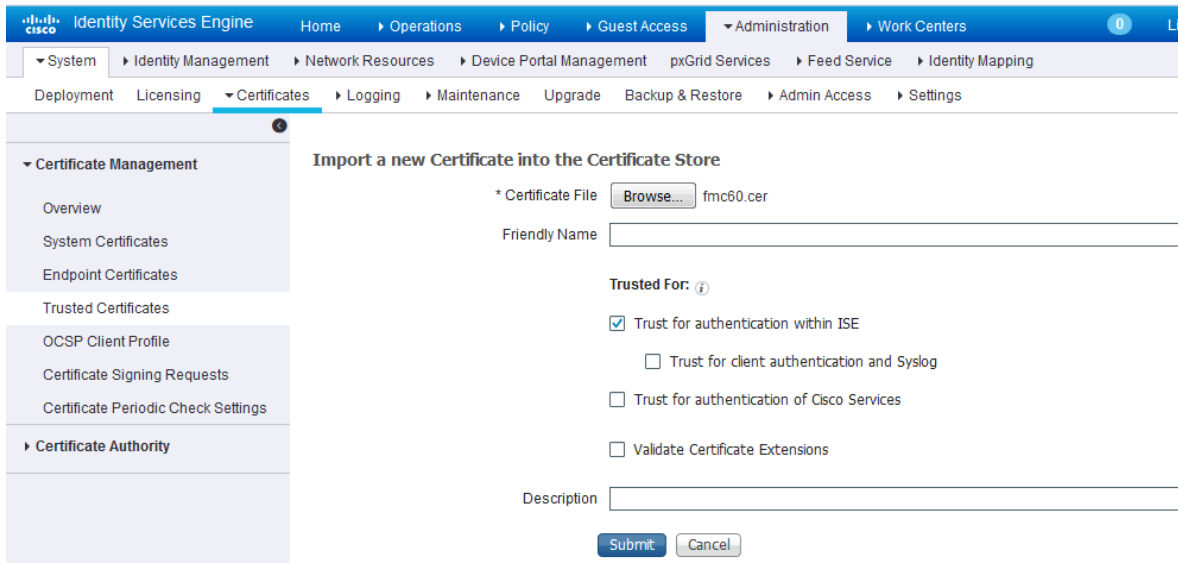 cisco Identity Services Engine Home Operations Policy Guest Access Administration Work Centers 0 Li
System Identity Management Network Resources Device Portal Management pxGrid Services Feed Service Identity Mapping
Deployment Licensing Certificates Logging Maintenance Upgrade Backup & Restore Admin Access Settings
Certificate Management
Overview
System Certificates
Endpoint Certificates
Trusted Certificates
OCSP Client Profile
Certificate Signing Requests
Certificate Periodic Check Settings
Certificate Authority
Import a new Certificate into the Certificate Store
* Certificate File Browse... fmc60.cer
Friendly Name
Trusted For: i
Trust for authentication within ISE
Trust for client authentication and Syslog
Trust for authentication of Cisco Services
Validate Certificate Extensions
Description
Submit Cancel